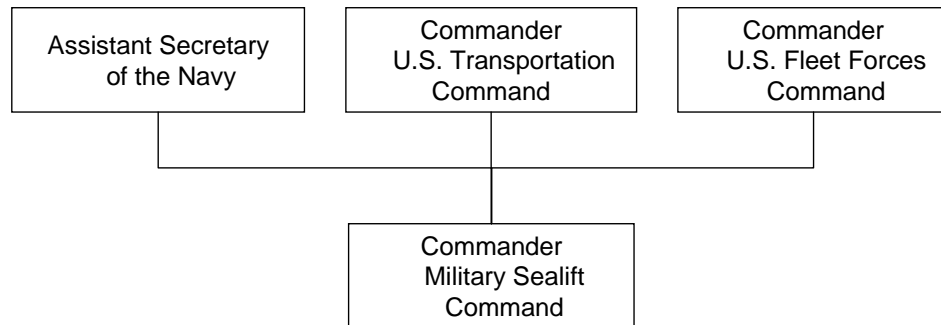 Assistant Secretary
of the Navy
Commander
U.S. Transportation
Command
Commander
U.S. Fleet Forces
Command
Commander
Military Sealift
Command